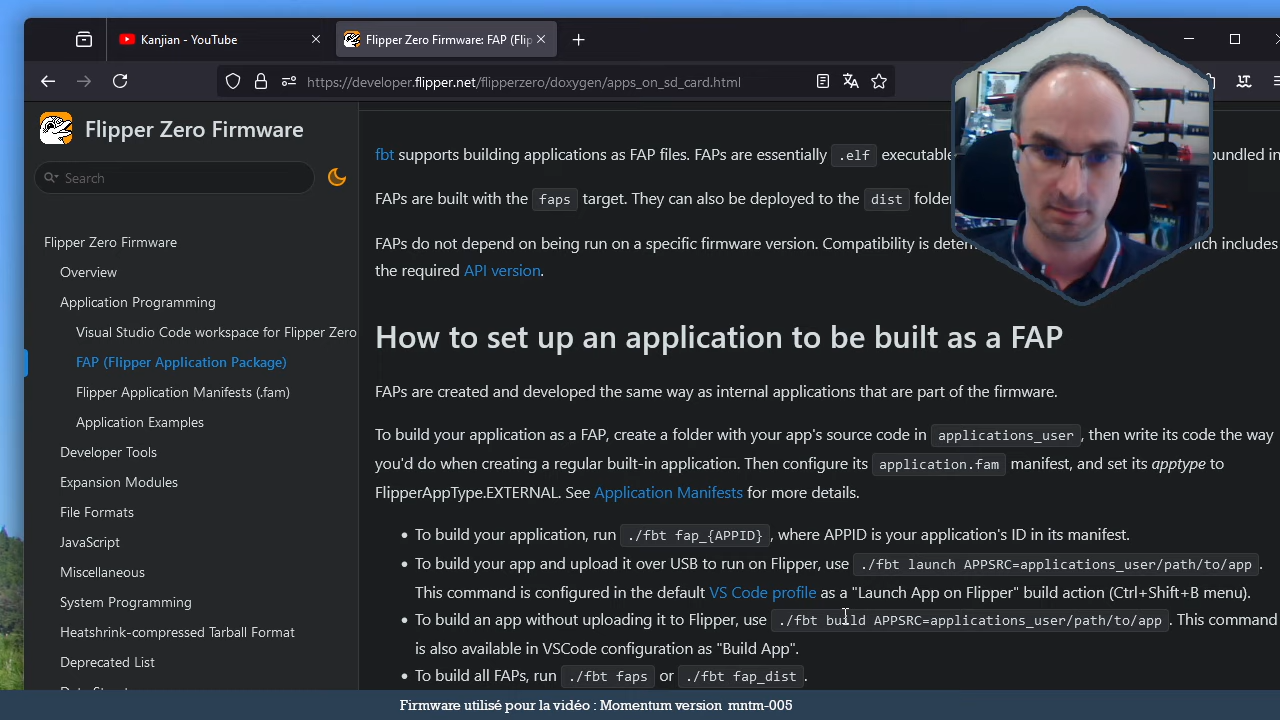 Kanjian - YouTube
Flipper Zero Firmware: FAP (Flip
https://developer.flipper.net/flipperzero/doxygen/apps_on_sd_card.html
Flipper Zero Firmware
Search
Flipper Zero Firmware
Overview
Application Programming
Visual Studio Code workspace for Flipper Zero
FAP (Flipper Application Package)
Flipper Application Manifests (.fam)
Application Examples
Developer Tools
Expansion Modules
File Formats
JavaScript
Miscellaneous
System Programming
Heatshrink-compressed Tarball Format
fbt supports building applications as FAP files. FAPs are essentially .elf executable bundled in
FAPs are built with the faps target. They can also be deployed to the dist folder
FAPs do not depend on being run on a specific firmware version. Compatibility is which includes
the required API version.
How to set up an application to be built as a FAP
FAPs are created and developed the same way as internal applications that are part of the firmware.
To build your application as a FAP, create a folder with your app's source code in applications_user, then write its code the way
you'd do when creating a regular built-in application. Then configure its application.fam manifest, and set its apptype to
FlipperAppType.EXTERNAL. See Application Manifests for more details.
• To build your application, run ./fbt fap_{APPID}, where APPID is your application's ID in its manifest.
• To build your app and upload it over USB to run on Flipper, use ./fbt launch APPSRC=applications_user/path/to/app.
This command is configured in the default VS Code profile as a "Launch App on Flipper" build action (Ctrl+Shift+B menu).
• To build an app without uploading it to Flipper, use ./fbt build APPSRC=applications_user/path/to/app. This command
is also available in VSCode configuration as "Build App".
• To build all FAPs, run ./fbt faps or ./fbt fap_dist.
Firmware utilisé pour la vidéo : Momentum version mntm-005